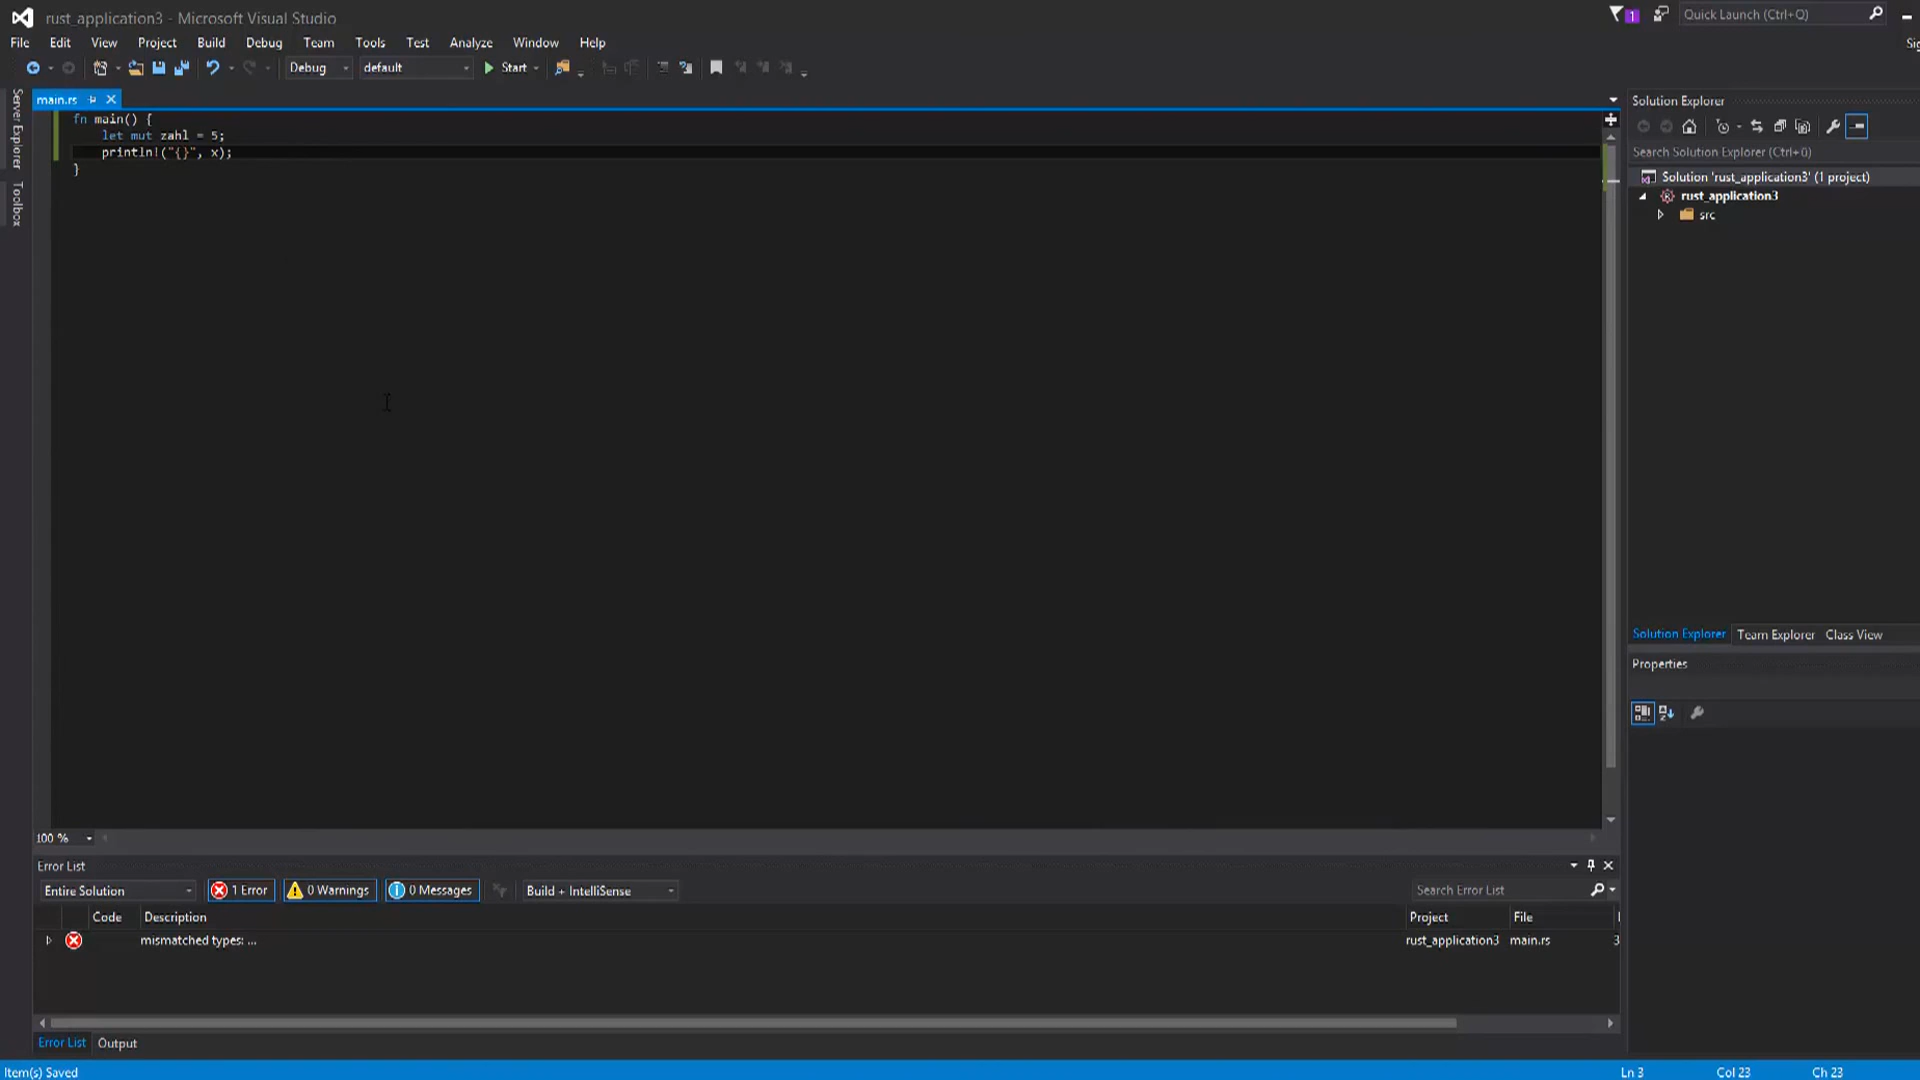 rust_application3 - Microsoft Visual Studio
1
Quick Launch (Ctrl+Q)
File Edit View Project Build Debug Team Tools Test Analyze Window Help
Debug default Start
Server Explorer
Toolbox
main.rs
fn main() {
let mut zahl = 5;
println!("{}", x);
}
Solution Explorer
Search Solution Explorer (Ctrl+ü)
Solution 'rust_application3' (1 project)
rust_application3
src
Solution Explorer Team Explorer Class View
Properties
100 %
Error List
Entire Solution 1 Error 0 Warnings 0 Messages Build + IntelliSense Search Error List
Code Description Project File
mismatched types: ... rust_application3 main.rs 3
Error List Output
Item(s) Saved Ln 3 Col 23 Ch 23